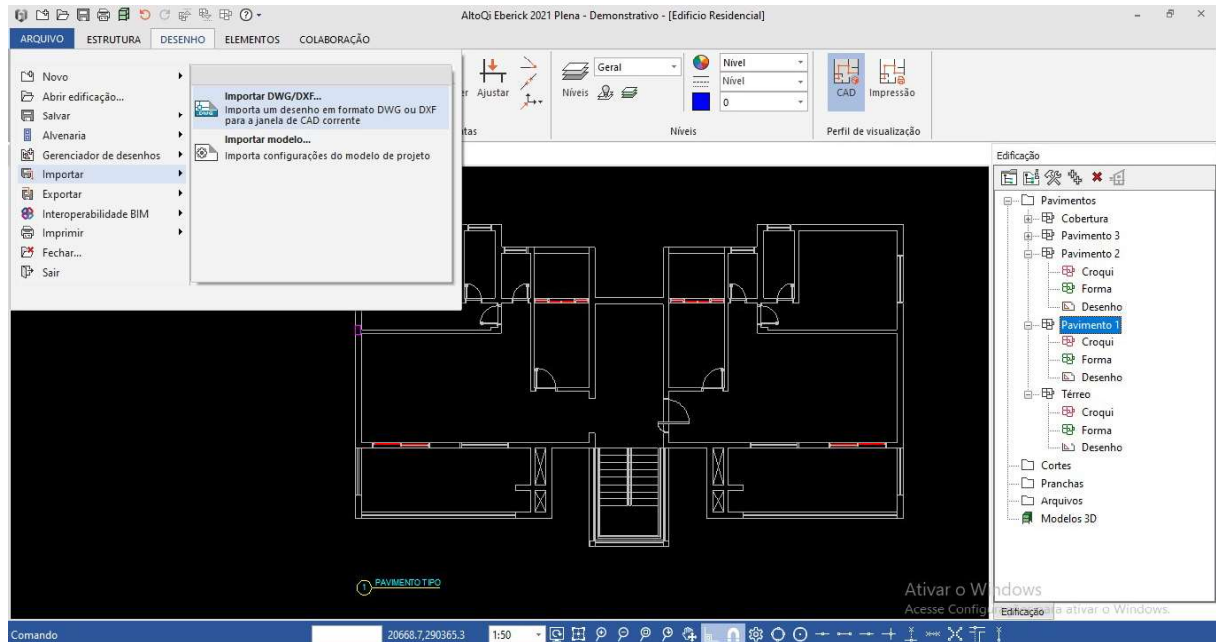 AltoQi Eberick 2021 Plena - Demonstrativo - [Edificio Residencial]
ARQUIVO ESTRUTURA DESENHO ELEMENTOS COLABORAÇÃO
Novo
Abrir edificação...
Salvar
Alvenaria
Gerenciador de desenhos
Importar
Exportar
Interoperabilidade BIM
Imprimir
Fechar...
Sair
Importar DWG/DXF...
Importa um desenho em formato DWG ou DXF
para a janela de CAD corrente
Importar modelo...
Importa configurações do modelo de projeto
Ajustar
Níveis
Geral
Nível
Nível
0
Níveis
CAD Impressão
Perfil de visualização
Edificação
Pavimentos
Cobertura
Pavimento 3
Pavimento 2
Croqui
Forma
Desenho
Pavimento 1
Croqui
Forma
Desenho
Térreo
Croqui
Forma
Desenho
Cortes
Pranchas
Arquivos
Modelos 3D
1 PAVIMENTO TIPO
Ativar o Windows
Acesse para ativar o Windows.
Edificação
Comando 20668.7,290365.3 1:50